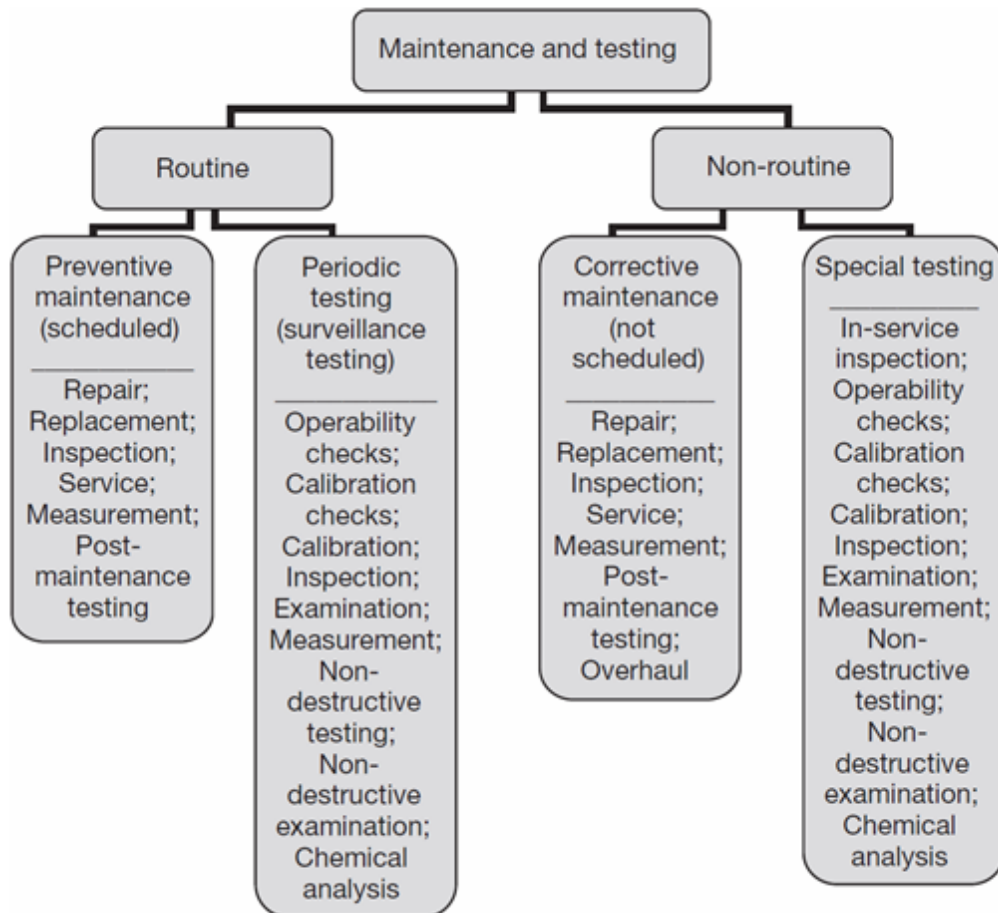 Maintenance and testing
Routine
Non-routine
Preventive
maintenance
(scheduled)
Repair;
Replacement;
Inspection;
Service;
Measurement;
Post-
maintenance
testing
Periodic
testing
(surveillance
testing)
Operability
checks;
Calibration
checks;
Calibration;
Inspection;
Examination;
Measurement;
Non-
destructive
testing;
Non-
destructive
examination;
Chemical
analysis
Corrective
maintenance
(not
scheduled)
Repair;
Replacement;
Inspection;
Service;
Measurement;
Post-
maintenance
testing;
Overhaul
Special testing
In-service
inspection;
Operability
checks;
Calibration
checks;
Calibration;
Inspection;
Examination;
Measurement;
Non-
destructive
testing;
Non-
destructive
examination;
Chemical
analysis